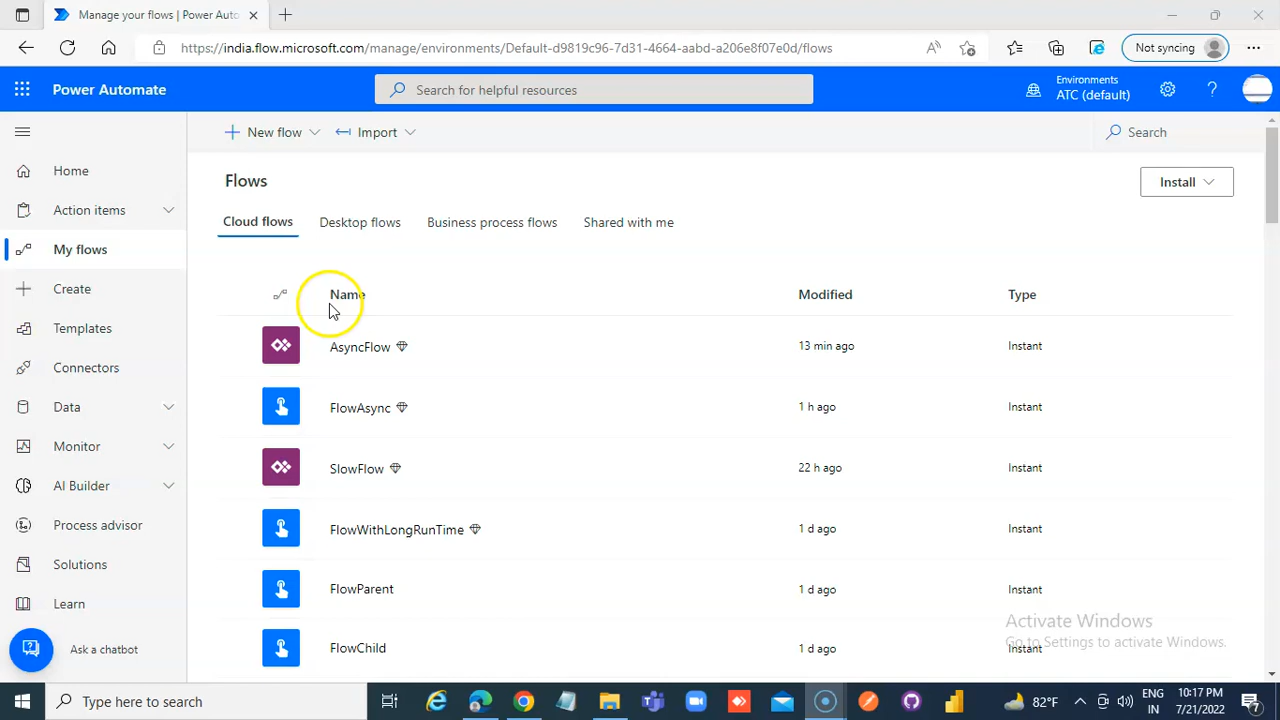 Manage your flows | Power Auto
https://india.flow.microsoft.com/manage/environments/Default-d9819c96-7d31-4664-aabd-a206e8f07e0d/flows
Not syncing
Power Automate
Search for helpful resources
Environments
ATC (default)
New flow
Import
Search
Home
Action items
My flows
Create
Templates
Connectors
Data
Monitor
AI Builder
Process advisor
Solutions
Learn
Ask a chatbot
Flows
Install
Cloud flows Desktop flows Business process flows Shared with me
Name Modified Type
AsyncFlow 13 min ago Instant
FlowAsync 1 h ago Instant
SlowFlow 22 h ago Instant
FlowWithLongRunTime 1 d ago Instant
FlowParent 1 d ago Instant
FlowChild 1 d ago Instant
Activate Windows
Go to Settings to activate Windows.
Type here to search
82°F
ENG
IN
10:17 PM
7/21/2022
7